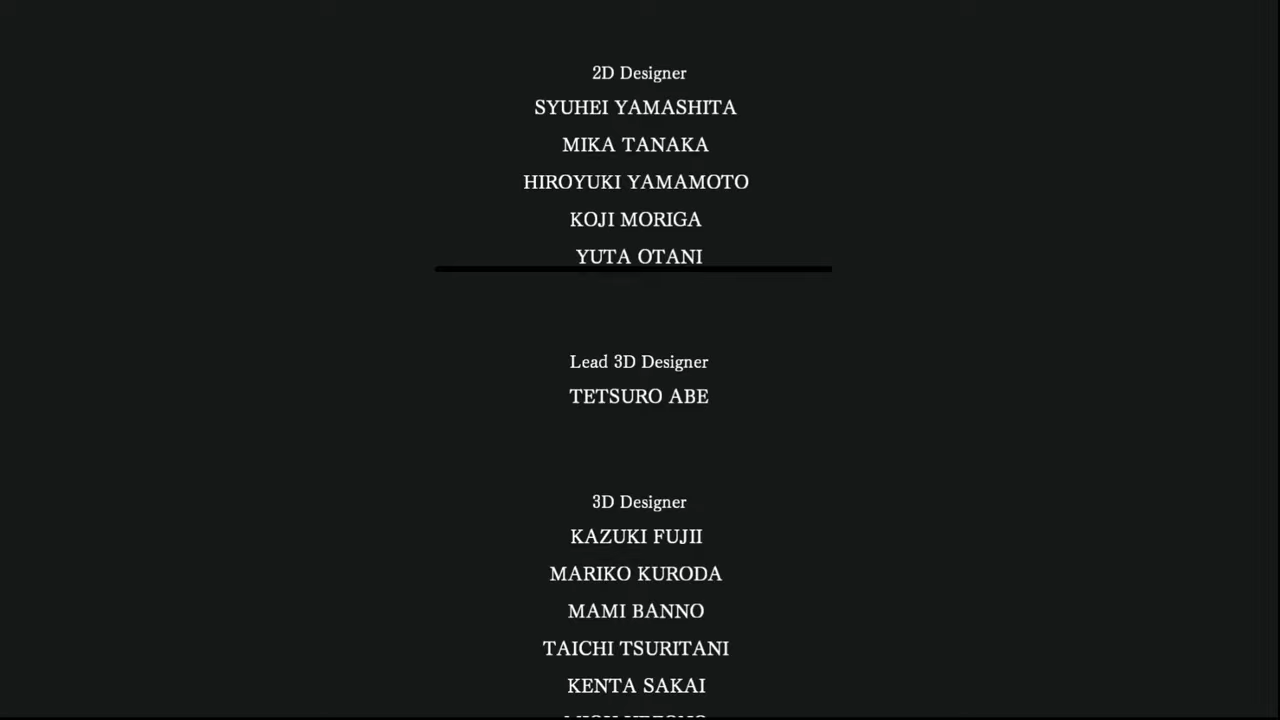 2D Designer
SYUHEI YAMASHITA
MIKA TANAKA
HIROYUKI YAMAMOTO
KOJI MORIGA
YUTA OTANI
Lead 3D Designer
TETSURO ABE
3D Designer
KAZUKI FUJII
MARIKO KURODA
MAMI BANNO
TAICHI TSURITANI
KENTA SAKAI